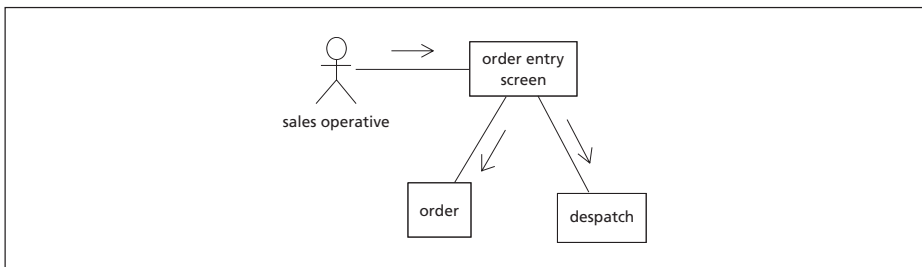 order entry
screen
sales operative
order
despatch